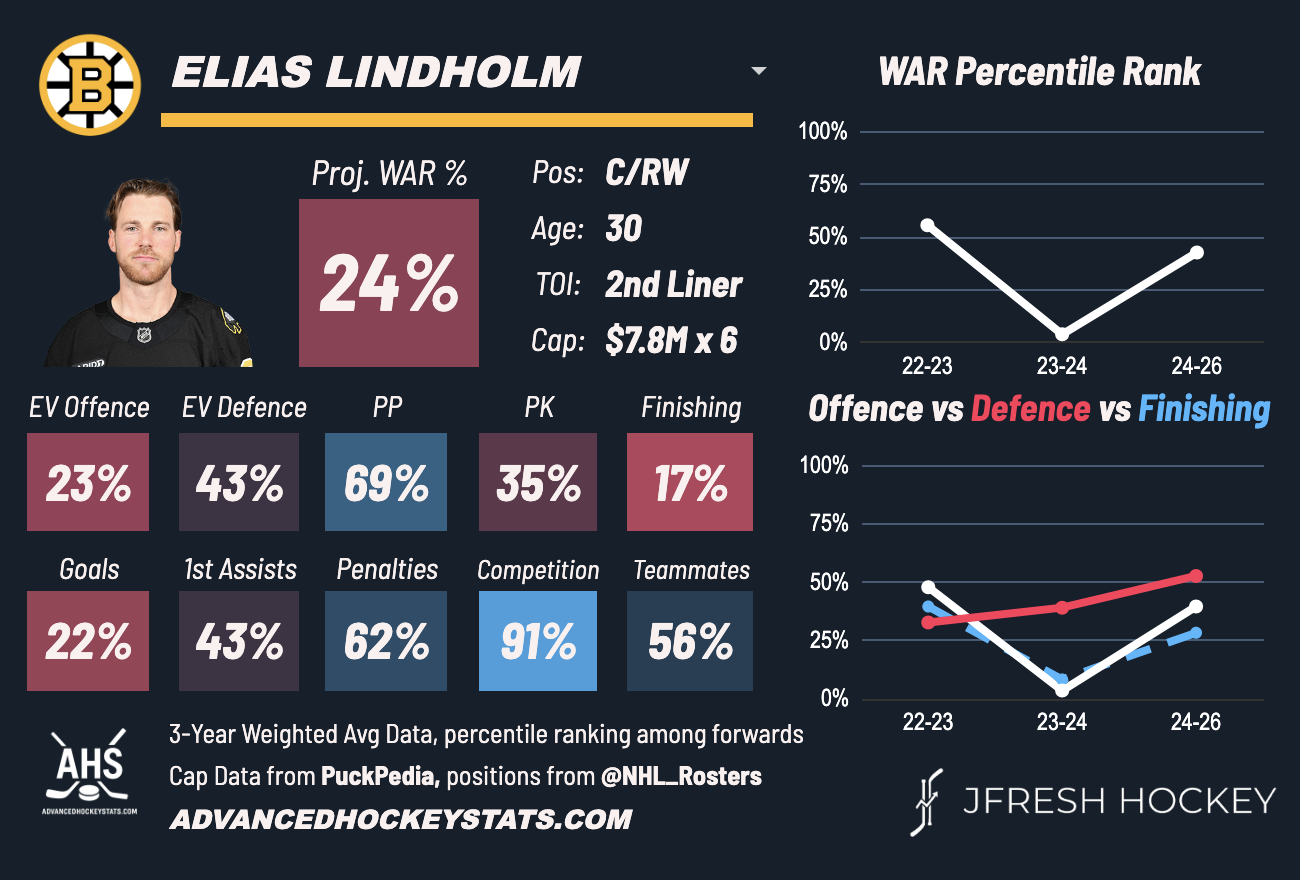 B
ELIAS LINDHOLM
Proj. WAR %
24%
Pos: C/RW
Age: 30
TOI: 2nd Liner
Cap: $7.8M x 6
EV Offence EV Defence PP PK Finishing
23% 43% 69% 35% 17%
Goals 1st Assists Penalties Competition Teammates
22% 43% 62% 91% 56%
AHS
ADVANCEDHOCKEYSTATS.COM
3-Year Weighted Avg Data, percentile ranking among forwards
Cap Data from PuckPedia, positions from @NHL_Rosters
ADVANCEDHOCKEYSTATS.COM
WAR Percentile Rank
100%
75%
50%
25%
0%
22-23 23-24 24-26
Offence vs Defence vs Finishing
100%
75%
50%
25%
0%
22-23 23-24 24-26
JFRESH HOCKEY